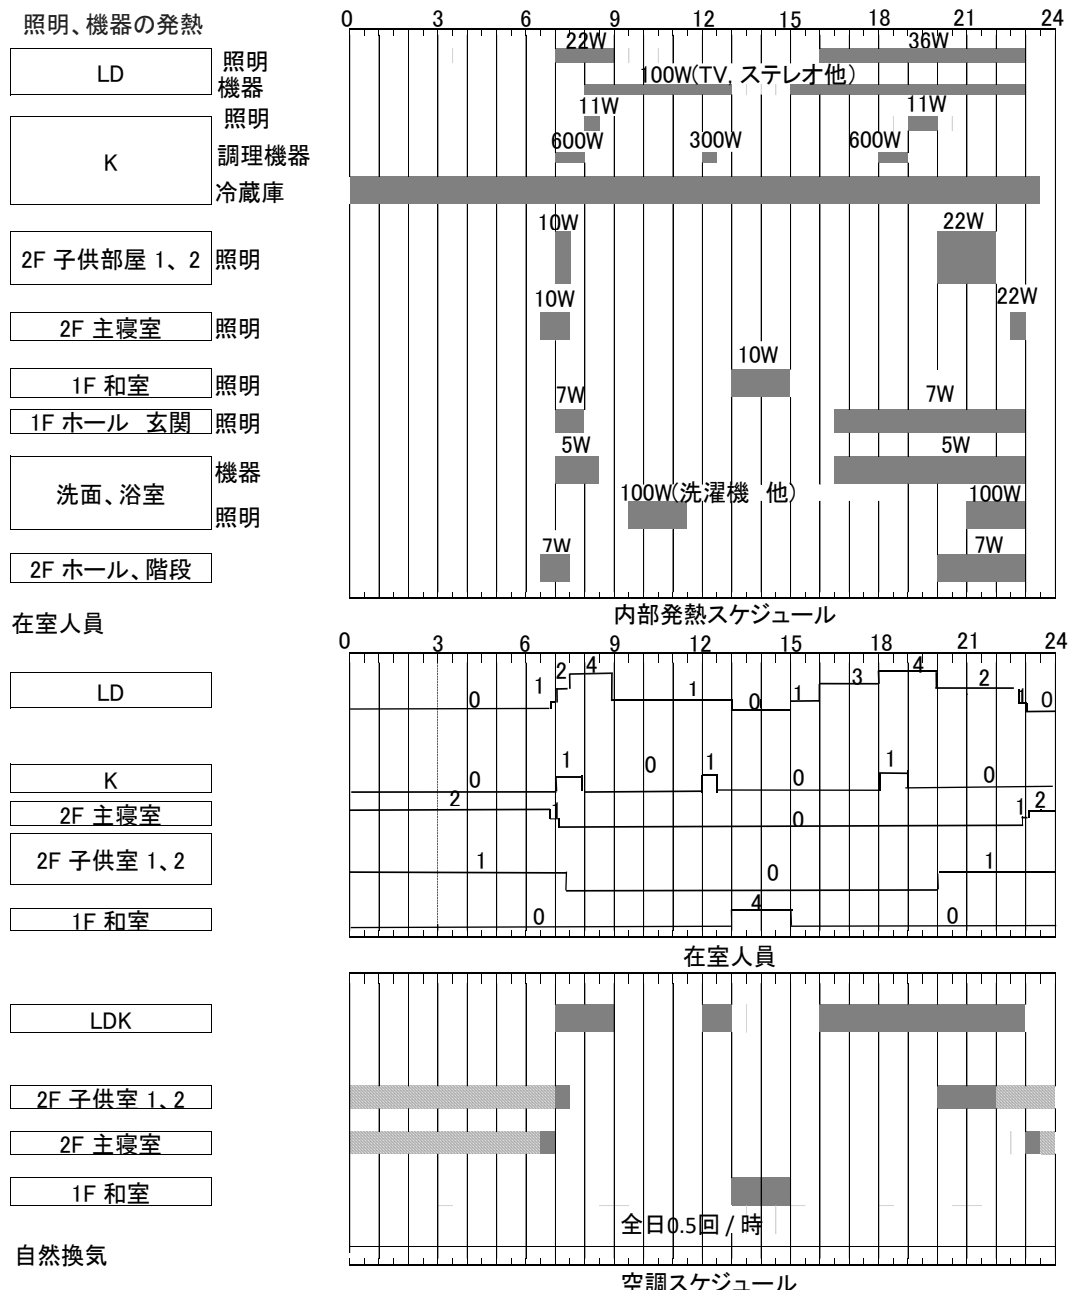 照明、機器の発熱
0 3 6 9 12 15 18 21 24
LD 照明 22W 36W
機器 100W(TV, ステレオ他)
K 照明 11W 11W
調理機器 600W 300W 600W
冷蔵庫
2F 子供部屋 1、2 照明 10W 22W
2F 主寝室 照明 10W 22W
1F 和室 照明 10W
1F ホール 玄関 照明 7W 7W
洗面、浴室 機器 5W 5W
照明 100W(洗濯機 他) 100W
2F ホール、階段 7W 7W
内部発熱スケジュール
在室人員
0 3 6 9 12 15 18 21 24
LD 0 1 2 4 1 0 1 3 4 2 1 0
K 0 1 0 1 0 1 0
2F 主寝室 2 1 0 1 2
2F 子供室 1、2 1 0 1
1F 和室 0 4 0
在室人員
LDK
2F 子供室 1、2
2F 主寝室
1F 和室
全日0.5回 / 時
自然換気
空調スケジュール